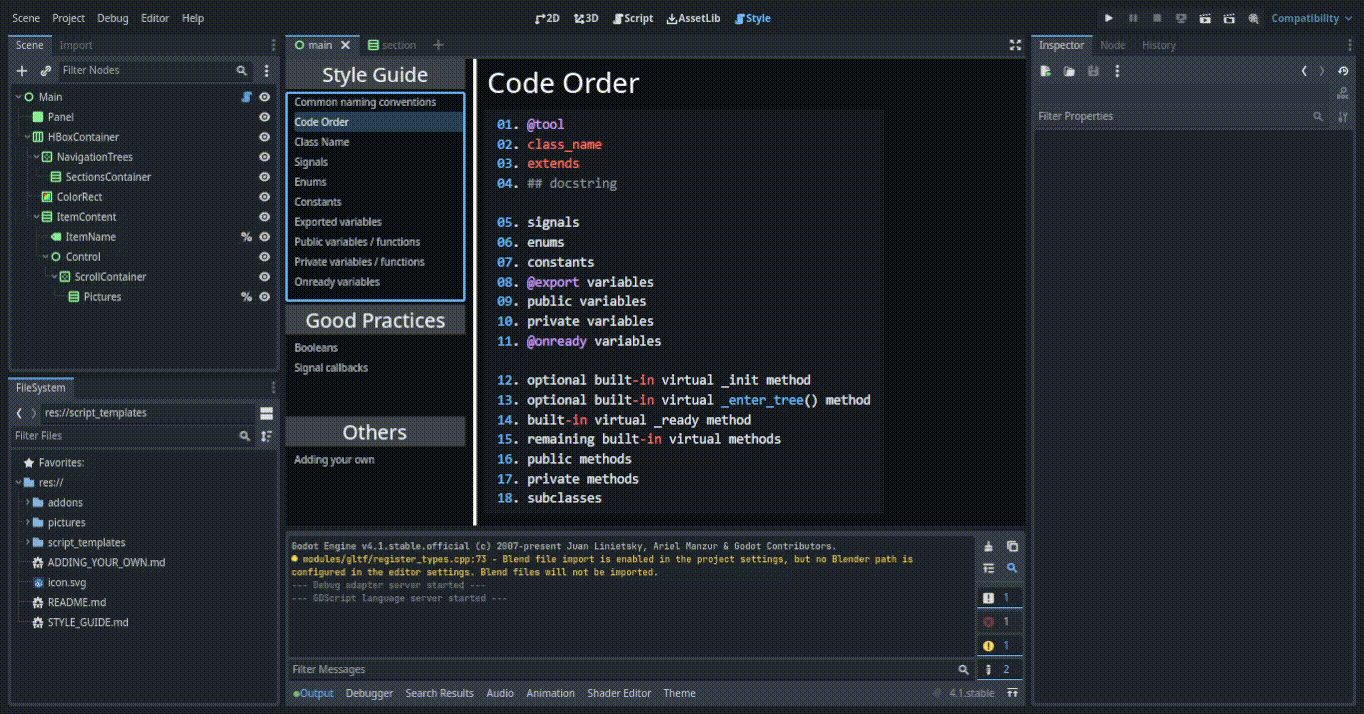 Scene Project Debug Editor Help
2D 3D Script AssetLib Style
Compatibility
Scene Import
Filter Nodes
Main
Panel
HBoxContainer
NavigationTrees
SectionsContainer
ColorRect
ItemContent
ItemName %
Control
ScrollContainer
Pictures %
FileSystem
res://script_templates
Filter Files
Favorites:
res://
addons
pictures
script_templates
ADDING_YOUR_OWN.md
icon.svg
README.md
STYLE_GUIDE.md
main section
Style Guide
Common naming conventions
Code Order
Class Name
Signals
Enums
Constants
Exported variables
Public variables / functions
Private variables / functions
Onready variables
Good Practices
Booleans
Signal callbacks
Others
Adding your own
Code Order
01. @tool
02. class_name
03. extends
04. ## docstring
05. signals
06. enums
07. constants
08. @export variables
09. public variables
10. private variables
11. @onready variables
12. optional built-in virtual _init method
13. optional built-in virtual _enter_tree() method
14. built-in virtual _ready method
15. remaining built-in virtual methods
16. public methods
17. private methods
18. subclasses
Godot Engine v4.1.stable.official (c) 2007-present Juan Linietsky, Ariel Manzur & Godot Contributors.
modules/gltf/register_types.cpp:73 - Blend file import is enabled in the project settings, but no Blender path is
configured in the editor settings. Blend files will not be imported.
--- Debug adapter server started ---
--- GDScript language server started ---
1
1
1
2
Filter Messages
Output Debugger Search Results Audio Animation Shader Editor Theme
4.1.stable
Inspector Node History
Filter Properties